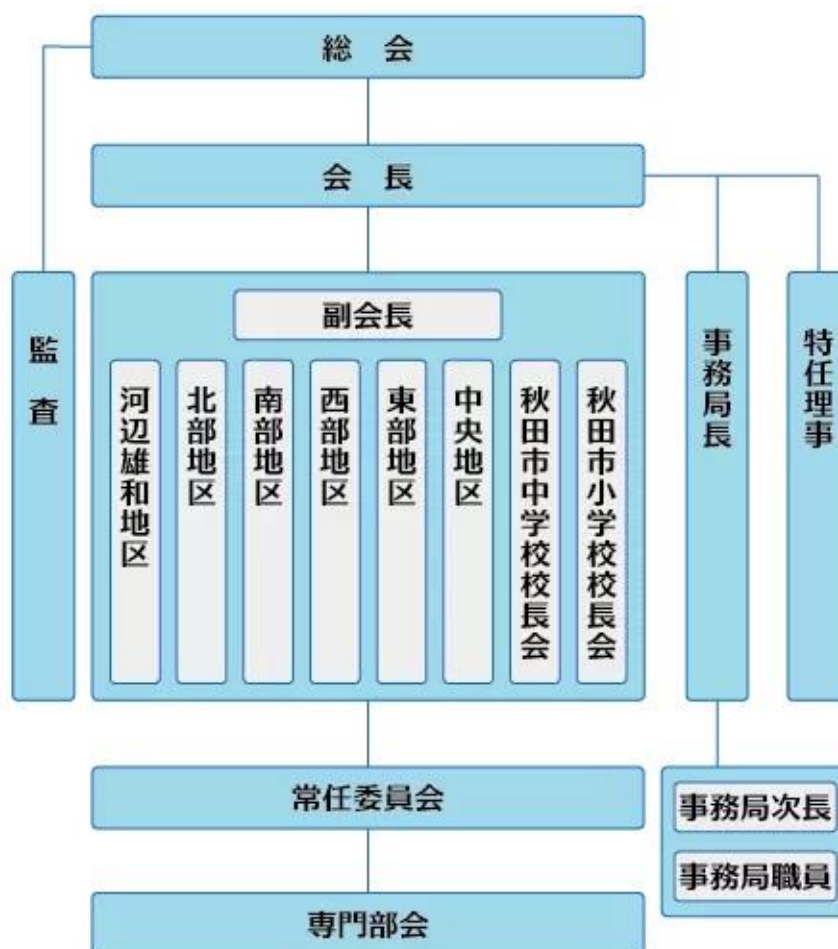 総　会
会　長
監　査
副会長
河辺雄和地区
北部地区
南部地区
西部地区
東部地区
中央地区
秋田市中学校校長会
秋田市小学校校長会
事務局長
特任理事
常任委員会
事務局次長
事務局職員
専門部会